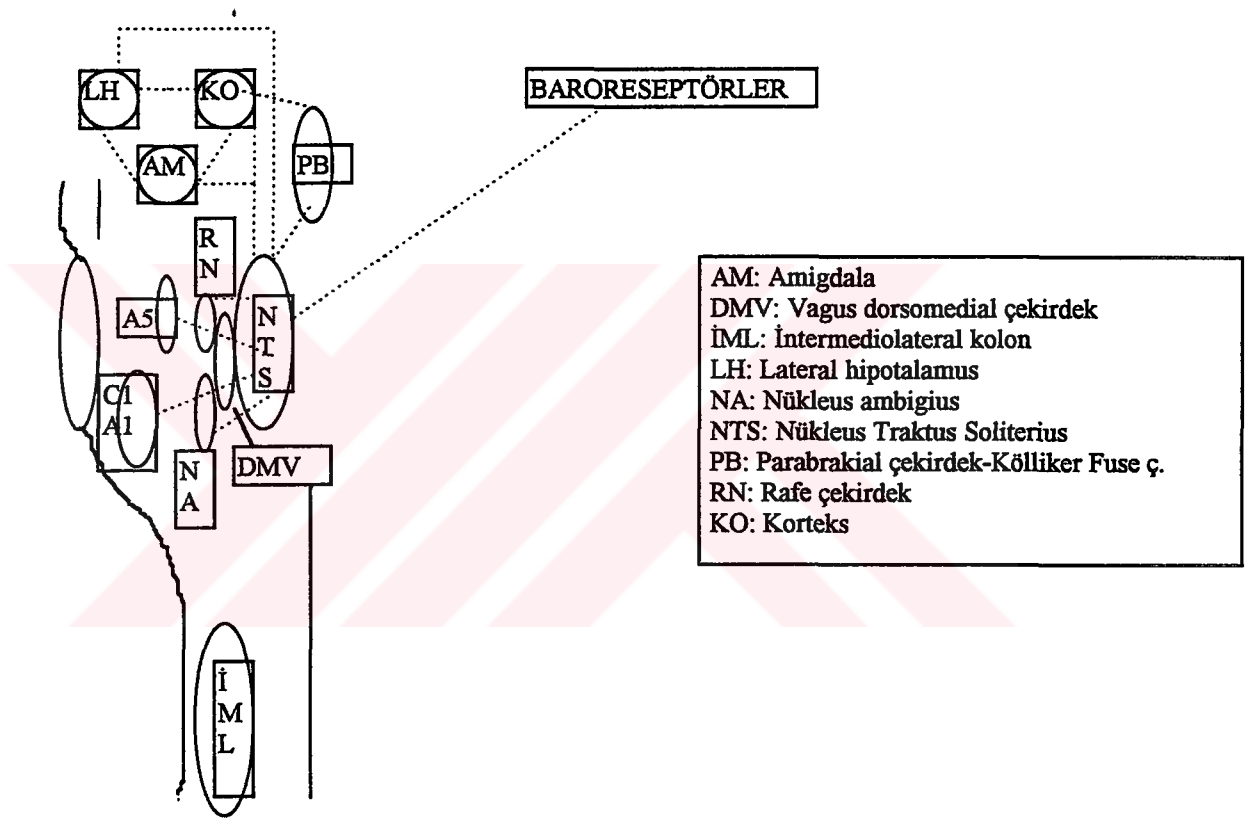 LH
KO
BARORESEPTÖRLER
AM
PB
R
N
A5
N
T
S
C1
A1
N
A
DMV
İ
M
L
AM: Amigdala
DMV: Vagus dorsomedial çekirdek
İML: İntermediolateral kolon
LH: Lateral hipotalamus
NA: Nükleus ambigius
NTS: Nükleus Traktus Soliterius
PB: Parabrakial çekirdek-Kölliker Fuse ç.
RN: Rafe çekirdek
KO: Korteks